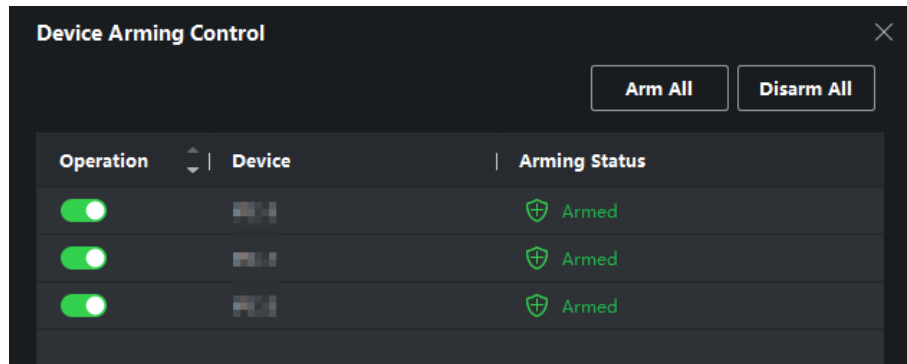 Device Arming Control
Arm All Disarm All
Operation Device Arming Status
Armed
Armed
Armed